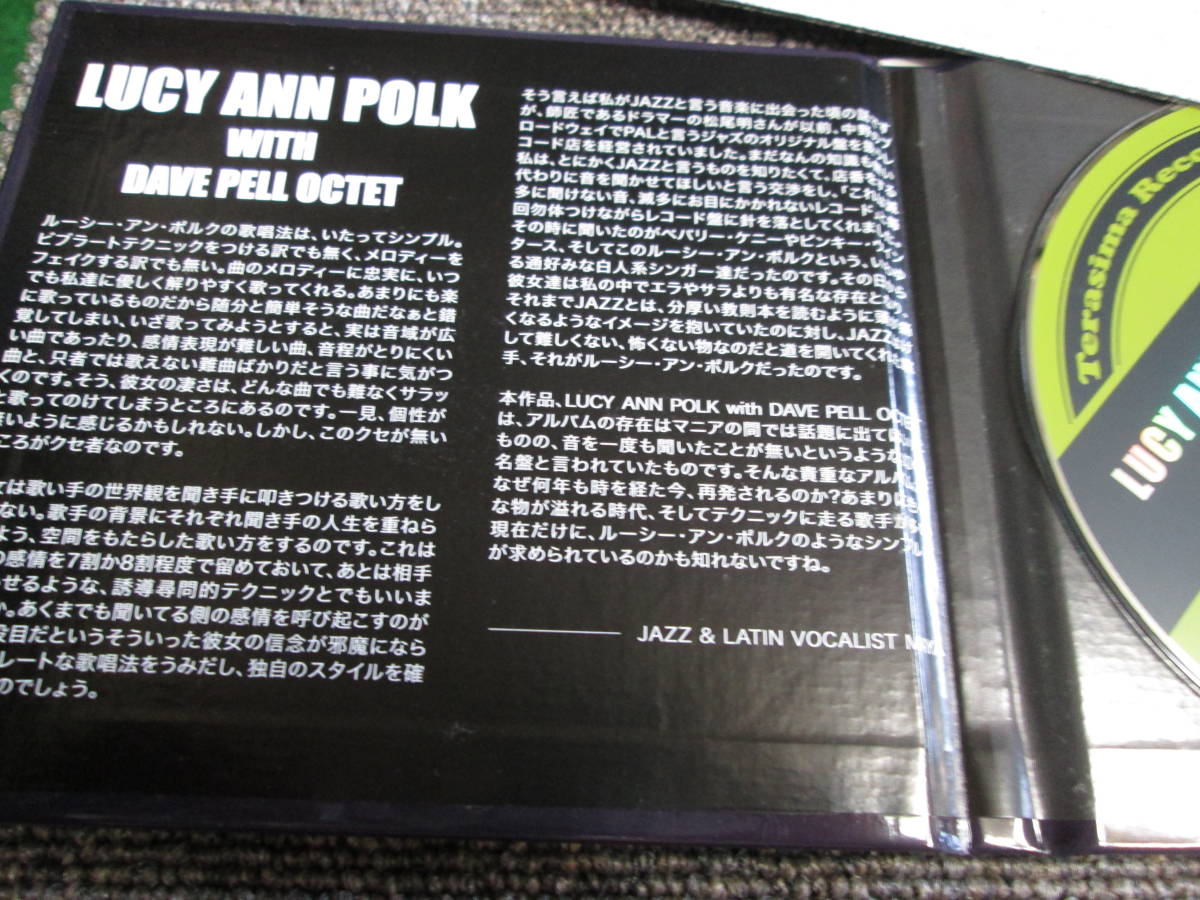 LUCY ANN POLK
WITH
DAVE PELL OCTET
ルーシー・アン・ポルクの歌唱法は、いたってシンプル。
ビブラートテクニックをつける訳でも無く、メロディーを
フェイクする訳でも無い。曲のメロディーに忠実に、いつ
でも私達に優しく解りやすく歌ってくれる。あまりにも楽
に歌っているものだから随分と簡単そうな曲だなぁと錯
覚してしまい、いざ歌ってみようとすると、実は音域が広
い曲であったり、感情表現が難しい曲、音程がとりにくい
曲と、只者では歌えない難曲ばかりだと言う事に気がつ
くのです。そう、彼女の凄さは、どんな曲でも難なくサラッ
と歌ってのけてしまうところにあるのです。一見、個性が
無いように感じるかもしれない。しかし、このクセが無い
ころがクセ者なのです。
ては歌い手の世界観を聞き手に叩きつける歌い方をし
ない。歌手の背景にそれぞれ聞き手の人生を重ねら
よう、空間をもたらした歌い方をするのです。これは
の感情を7割か8割程度で留めておいて、あとは相手
せるような、誘導尋問的テクニックとでもいいま
か。あくまでも聞いてる側の感情を呼び起こすのが
役目だというそういった彼女の信念が邪魔になら
レートな歌唱法をうみだし、独自のスタイルを確
のでしょう。
そう言えば私がJAZZと言う音楽に出会った頃の話です
が、師匠であるドラマーの松尾明さんが以前、中野
ロードウェイでPALと言うジャズのオリジナル盤を
コード店を経営されていました。まだなんの知識も
私は、とにかくJAZZと言うものを知りたくて、店番をする
代わりに音を聞かせてほしいと言う交渉をし、「これは
多に聞けない音、滅多にお目にかかれないレコード」
回勿体つけながらレコード盤に針を落としてくれました。
その時に聞いたのがベバリー・ケニーやピンキー・ウィン
タース、そしてこのルーシー・アン・ポルクという、
る通好みな白人系シンガー達だったのです。その日から
彼女達は私の中でエラやサラよりも有名な存在となり、
それまでJAZZとは、分厚い教則本を読むように
くなるようなイメージを抱いていたのに対し、JAZZは
して難しくない、怖くない物なのだと道を開いてくれた
手、それがルーシー・アン・ポルクだったのです。
本作品、LUCY ANN POLK with DAVE PELL OCTET
は、アルバムの存在はマニアの間では話題に出ては
ものの、音を一度も聞いたことが無いというような
名盤と言われていたものです。そんな貴重なアルバム
なぜ何年も時を経た今、再発されるのか?あまりに
な物が溢れる時代、そしてテクニックに走る歌手が
現在だけに、ルーシー・アン・ポルクのようなシンプル
が求められているのかも知れないですね。
JAZZ & LATIN VOCALIST MAYA
Terasima Reco
LUCY AN